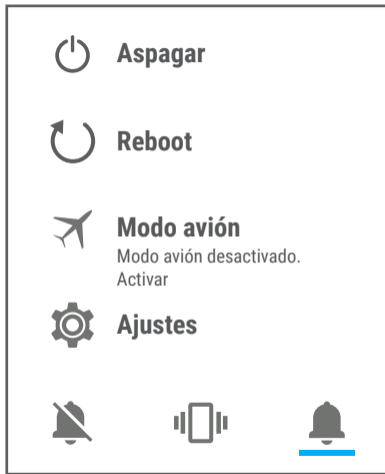 Aspagar
Reboot
Modo avión
Modo avión desactivado.
Activar
Ajustes